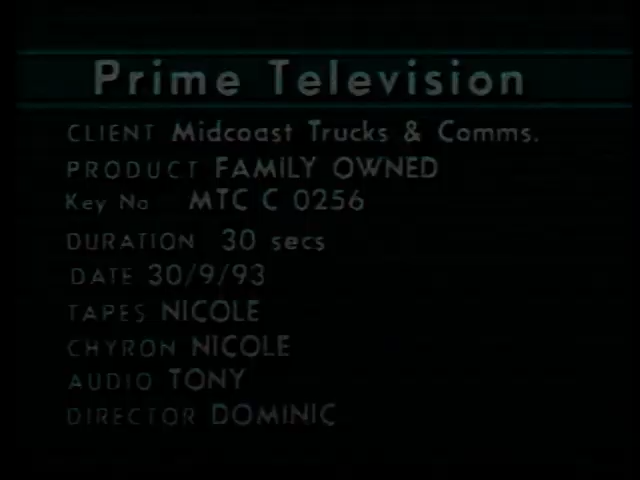 Prime Television
CLIENT Midcoast Trucks & Comms.
PRODUCT FAMILY OWNED
Key No MTC C 0256
DURATION 30 secs
DATE 30/9/93
TAPES NICOLE
CHYRON NICOLE
AUDIO TONY
DIRECTOR DOMINIC